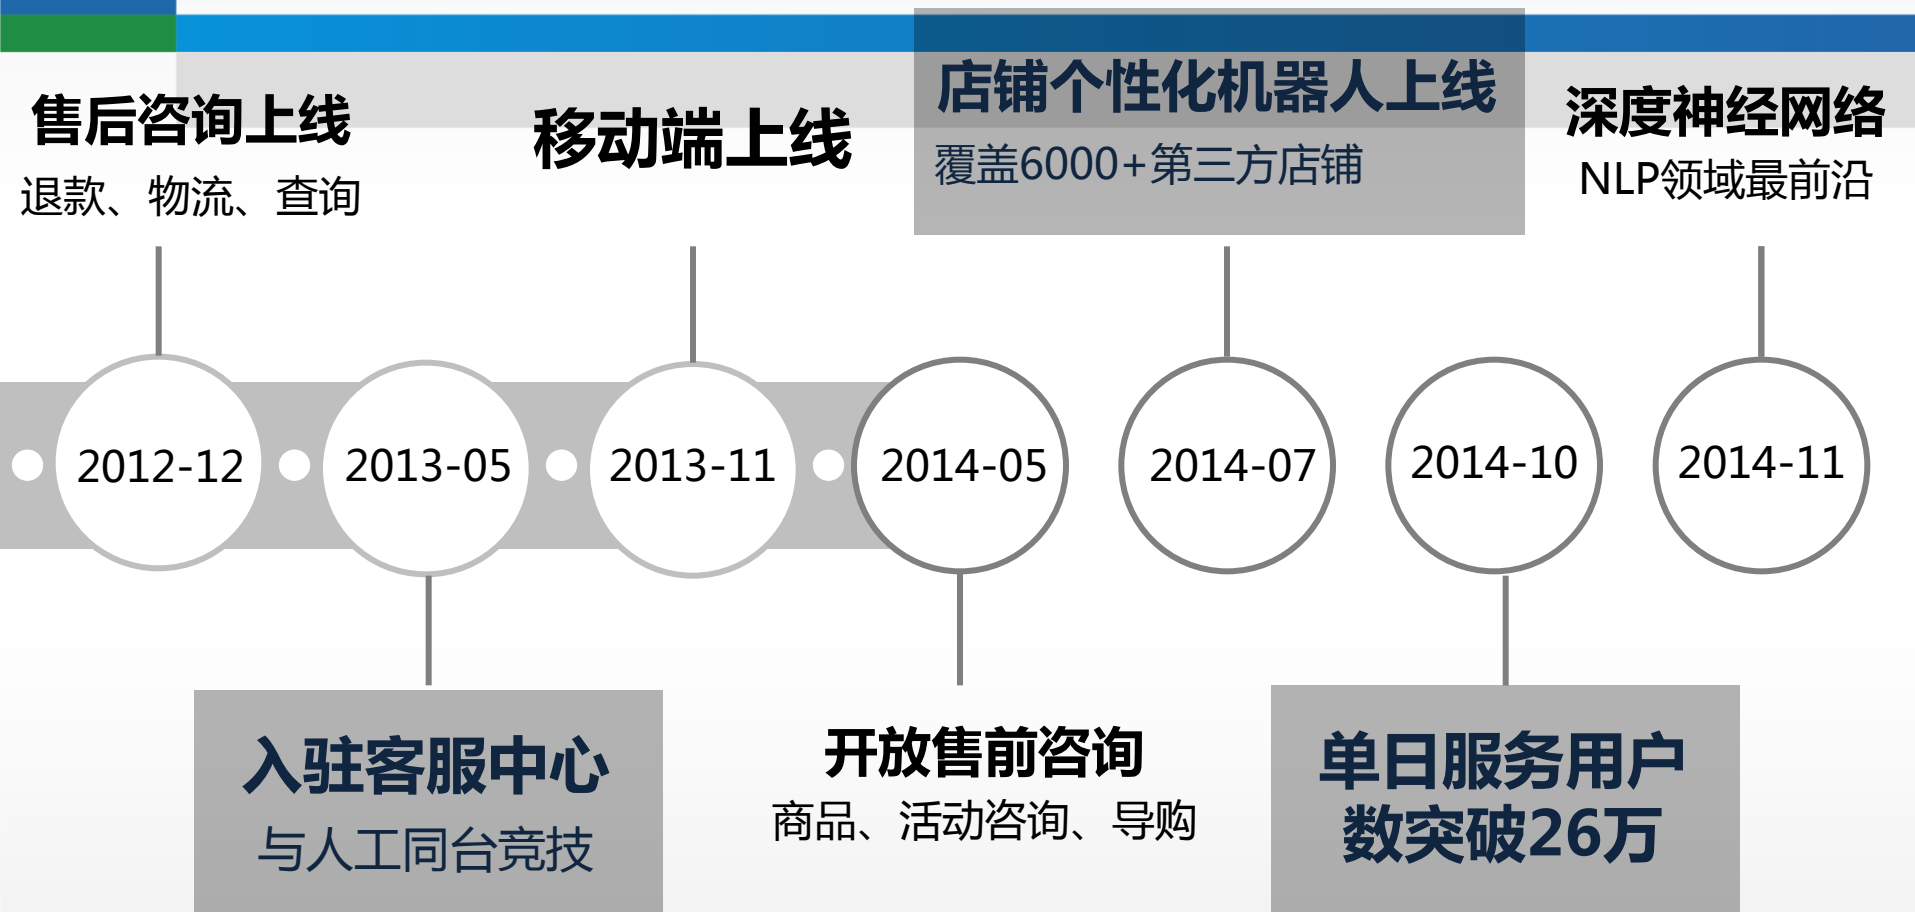 售后咨询上线
退款、物流、查询
移动端上线
店铺个性化机器人上线
覆盖6000+第三方店铺
深度神经网络
NLP领域最前沿
2012-12
2013-05
2013-11
2014-05
2014-07
2014-10
2014-11
入驻客服中心
与人工同台竞技
开放售前咨询
商品、活动咨询、导购
单日服务用户
数突破26万